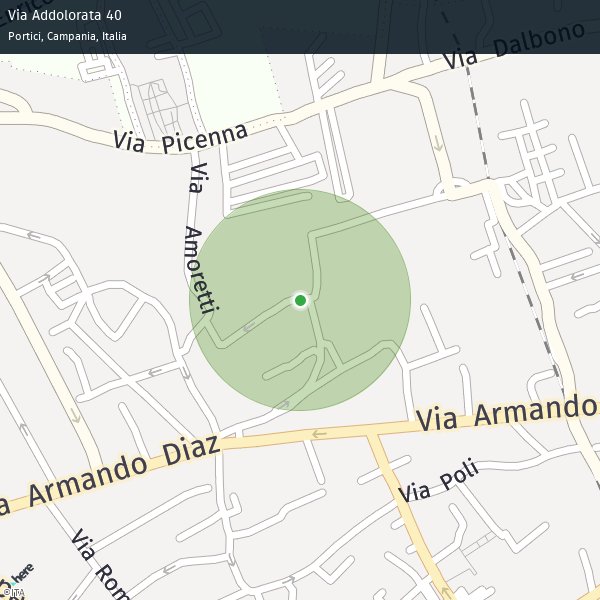 Via Addolorata 40
Portici, Campania, Italia
Via Dalbono
Via Picenna
Via Amoretti
Via Armando
Armando Diaz
Via Poli
Via Rom
here